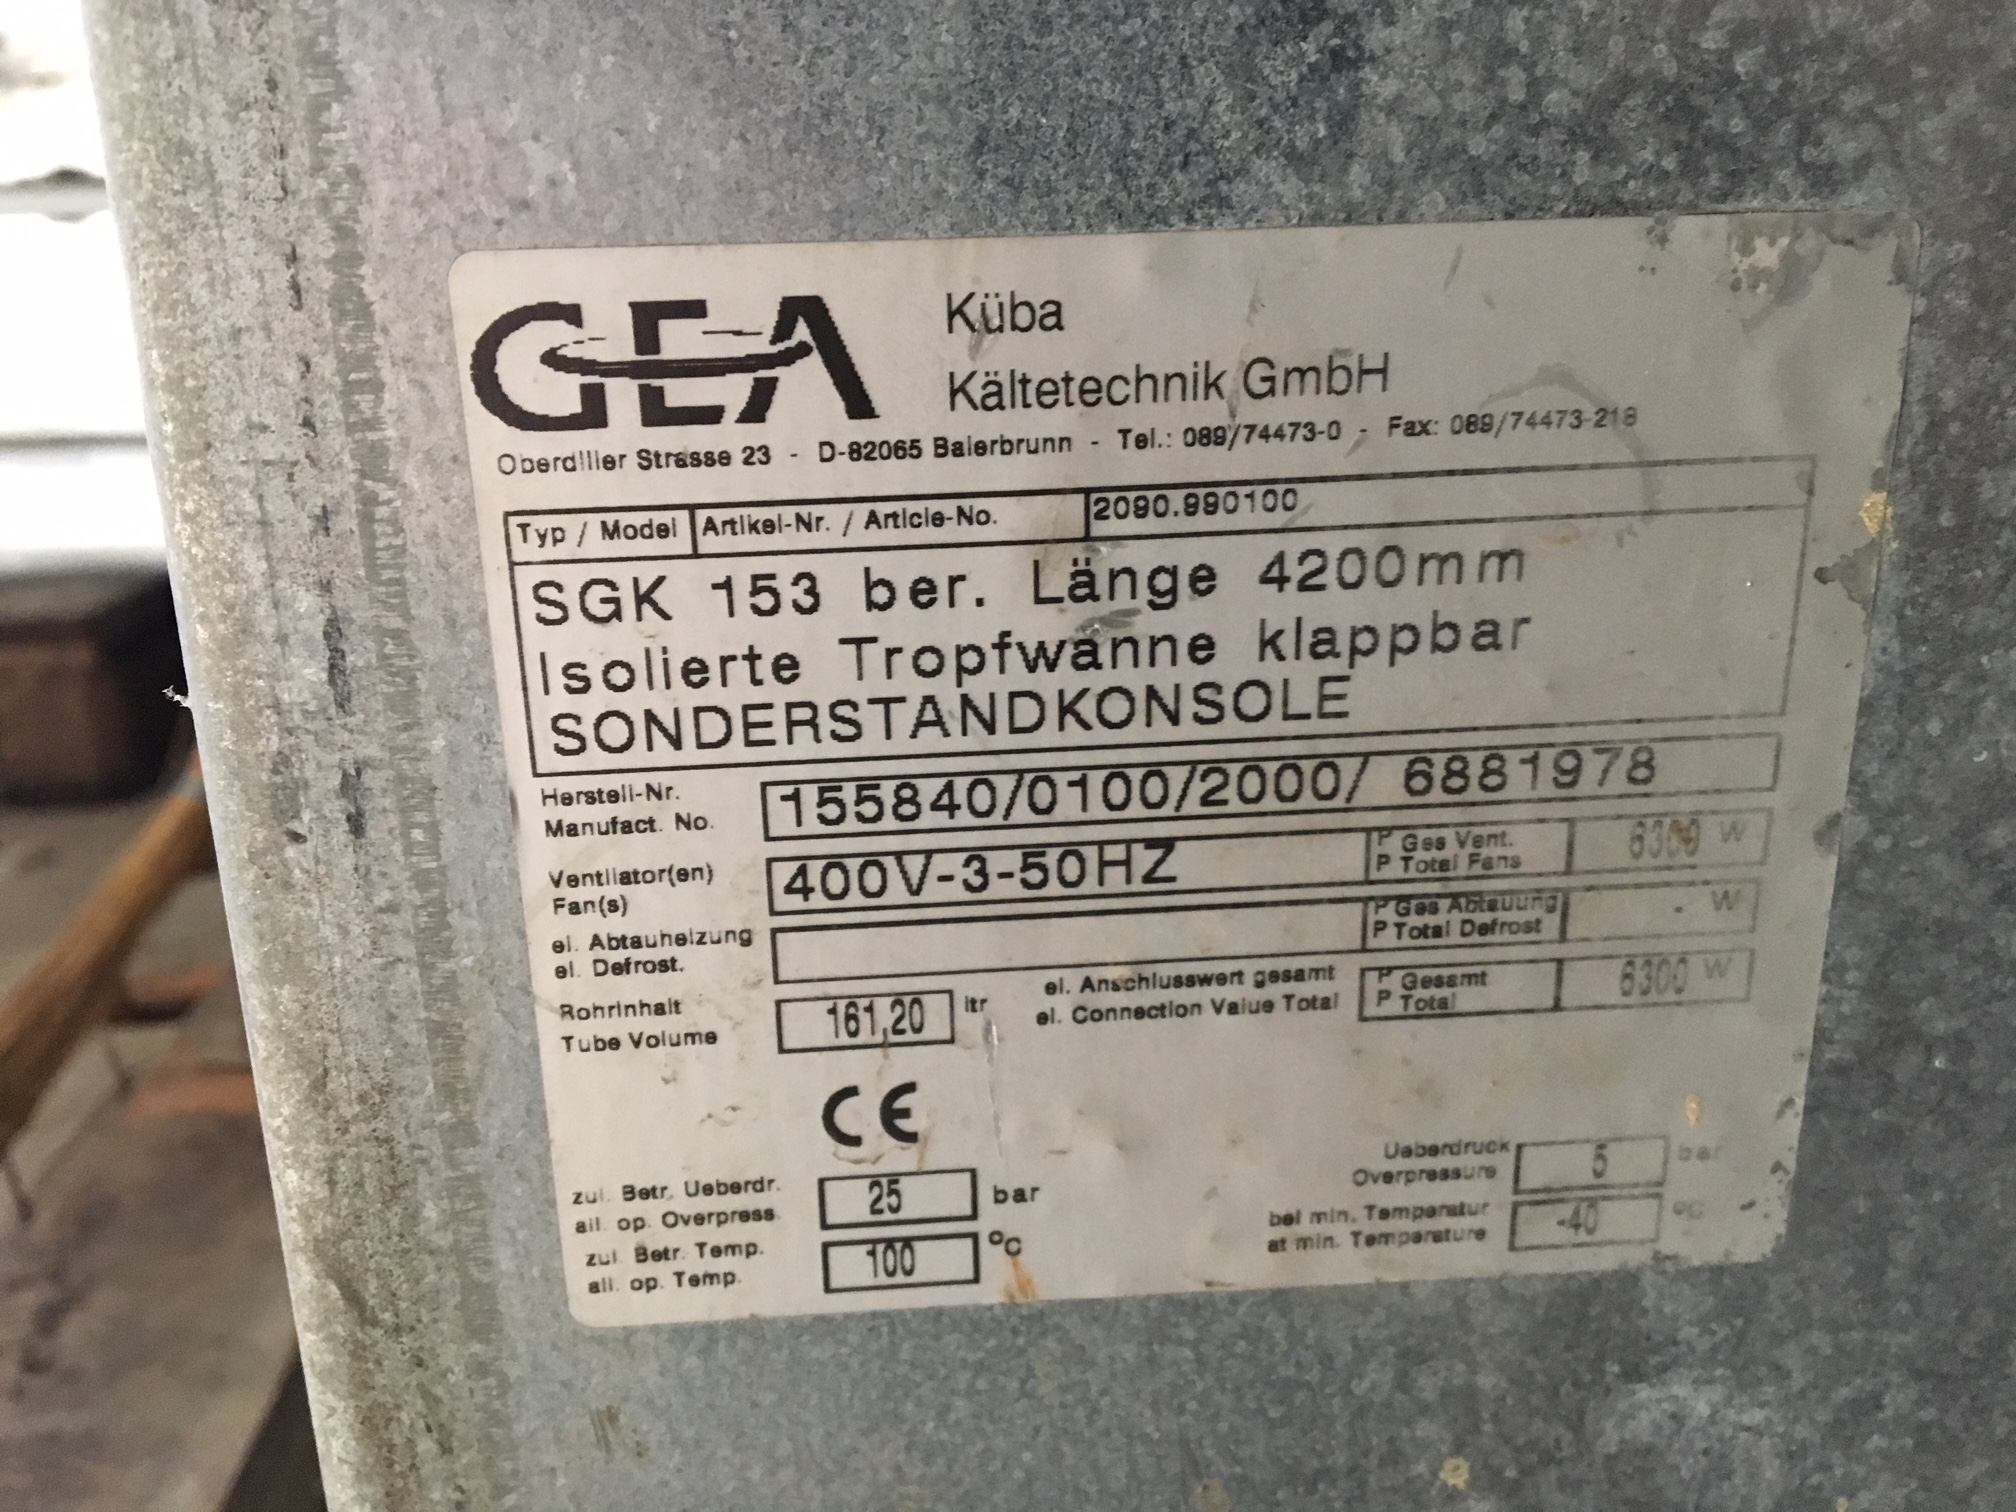 GEA
Küba
Kältetechnik GmbH
Oberdiller Strasse 23 - D-82065 Baierbrunn - Tel.: 089/74473-0 - Fax: 089/74473-218
Typ / Model Artikel-Nr. / Article-No. 2090.990100
SGK 153 ber. Länge 4200mm
Isolierte Tropfwanne klappbar
SONDERSTANDKONSOLE
Herstell-Nr.
Manufact. No.
155840/0100/2000/ 6881978
Ventilator(en)
Fan(s)
400V-3-50HZ
P Ges Vent.
P Total Fans
6300 W
el. Abtauheizung
el. Defrost.
P Ges Abtauung
P Total Defrost
- W
Rohrinhalt
Tube Volume
161,20 ltr
el. Anschlusswert gesamt
el. Connection Value Total
P Gesamt
P Total
6300 W
CE
zul. Betr. Ueberdr.
all. op. Overpress.
25 bar
zul. Betr. Temp.
all. op. Temp.
100 °C
Ueberdruck
Overpressure
5 bar
bei min. Temperatur
at min. Temperature
-40 °C